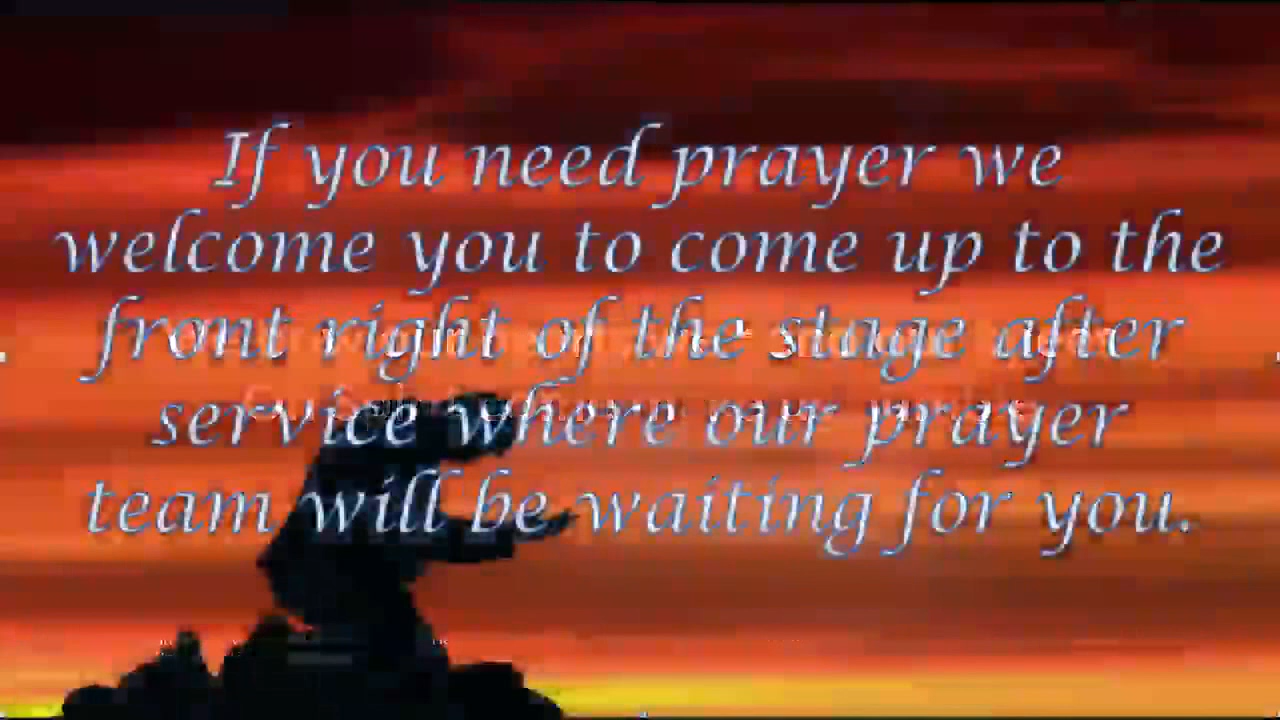 If you need prayer we
welcome you to come up to the
front right of the stage after
service where our prayer
team will be waiting for you.